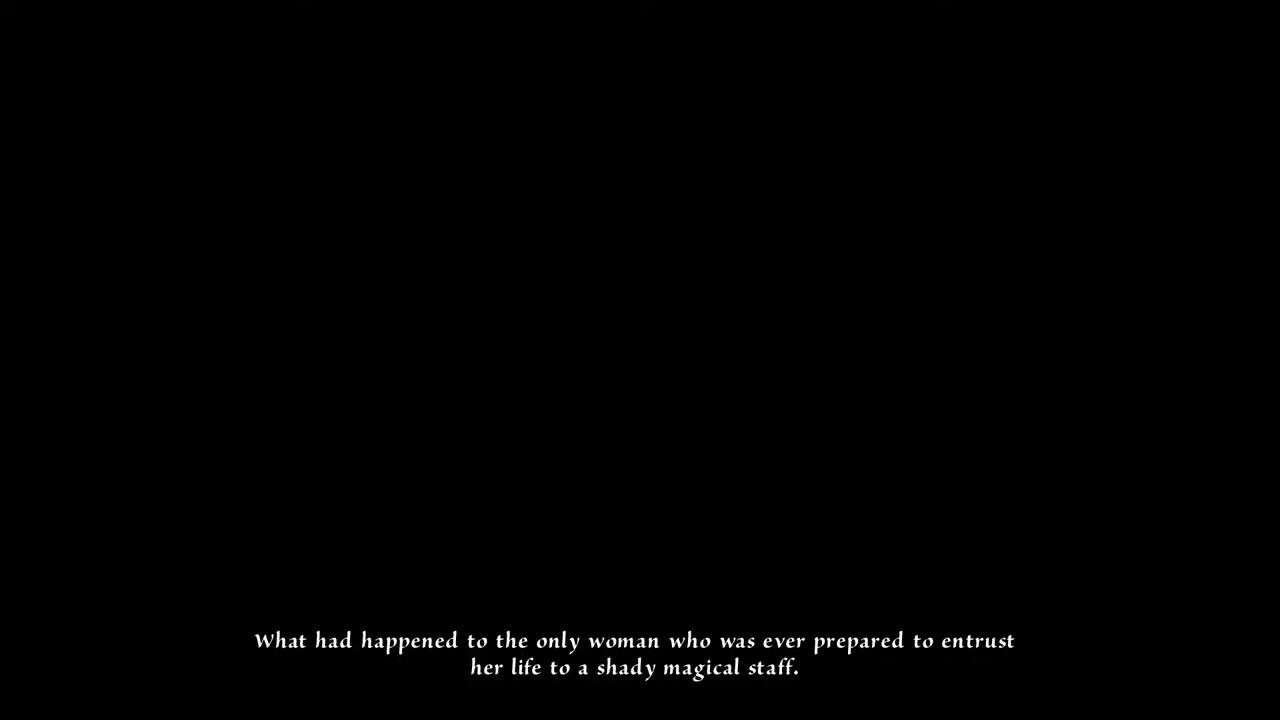 What had happened to the only woman who was ever prepared to entrust
her life to a shady magical staff.